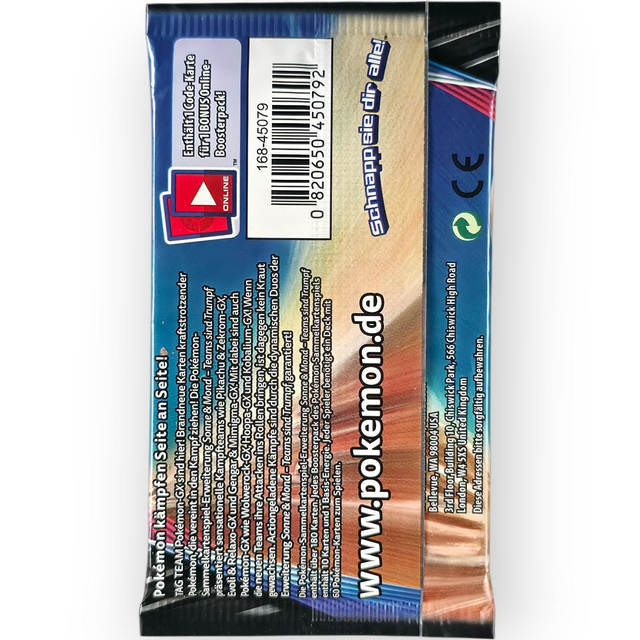 Pokémon kämpfen Seite an Seite!
TAG TEAM Pokémon-GX sind hier! Brandneue Karten kraftstrotzender
Pokémon, die vereint in den Kampf ziehen! Die Pokémon-
Sammelkartenspiel-Erweiterung Sonne & Mond – Teams sind Trumpf
präsentiert sensationelle Kampfteams wie Pikachu & Zekrom-GX,
Evoli & Relaxo-GX und Gengar & Mimigma-GX! Mit dabei sind auch
Pokémon-GX wie Wolwerock-GX, Hoopa-GX und Kobalium-GX! Wenn
die neuen Teams ihre Attacken ins Rollen bringen, ist dagegen kein Kraut
gewachsen. Actiongeladene Kämpfe sind durch die dynamischen Duos der
Erweiterung Sonne & Mond – Teams sind Trumpf garantiert!
Die Pokémon-Sammelkartenspiel-Erweiterung Sonne & Mond – Teams sind Trumpf
enthält über 180 Karten. Jedes Boosterpack des Pokémon-Sammelkartenspiels
enthält 10 Karten und 1 Basis-Energie. Jeder Spieler benötigt ein Deck mit
60 Pokémon-Karten zum Spielen.
www.pokemon.de
Enthält 1 Code-Karte
für 1 BONUS Online-
Boosterpack!
ONLINE
TM
168-45079
0 820650 450792
Schnapp sie dir alle!
Bellevue, WA 98004 USA
3rd Floor, Building 10, Chiswick Park, 566 Chiswick High Road
London, W4 5XS United Kingdom
Diese Adressen bitte sorgfältig aufbewahren.
CE